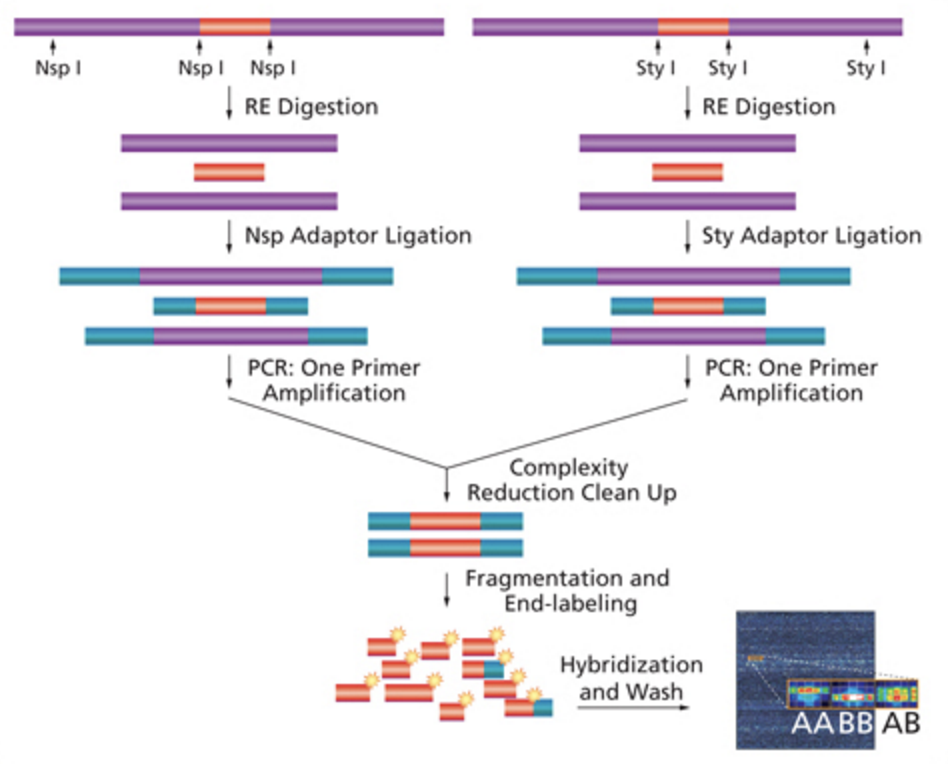 Nsp I Nsp I Nsp I
Sty I Sty I Sty I
RE Digestion
RE Digestion
Nsp Adaptor Ligation
Sty Adaptor Ligation
PCR: One Primer
Amplification
PCR: One Primer
Amplification
Complexity
Reduction Clean Up
Fragmentation and
End-labeling
Hybridization
and Wash
AA BB AB